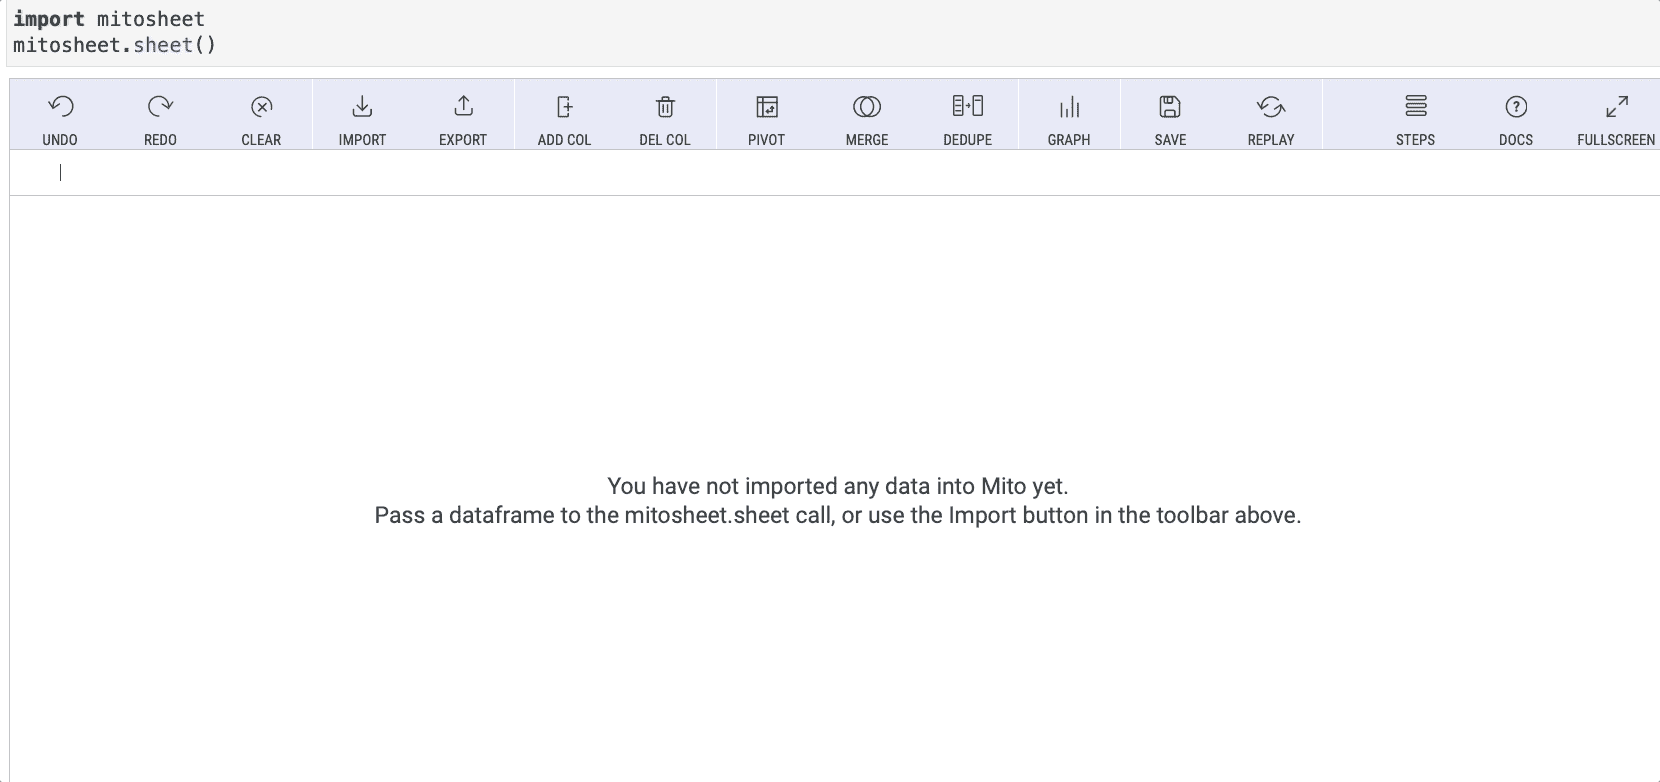 import mitosheet
mitosheet.sheet()
UNDO REDO CLEAR IMPORT EXPORT ADD COL DEL COL PIVOT MERGE DEDUPE GRAPH SAVE REPLAY STEPS DOCS FULLSCREEN
You have not imported any data into Mito yet.
Pass a dataframe to the mitosheet.sheet call, or use the Import button in the toolbar above.